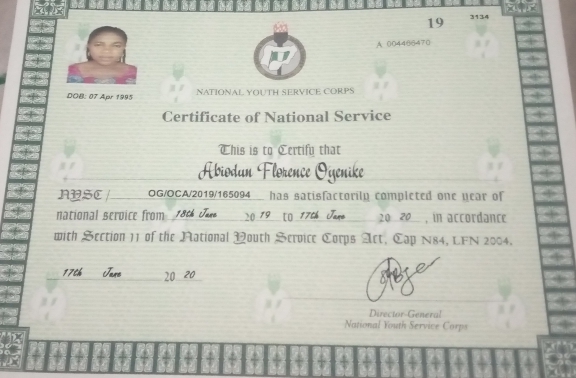 19
3134
A 004466470
DOB: 07 Apr 1995
NATIONAL YOUTH SERVICE CORPS
Certificate of National Service
This is to Certify that
Abiodun Florence Oyenike
NYSC/ OG/OCA/2019/165094 has satisfactorily completed one year of
national service from 18th June 20 19 to 17th June 20 20 , in accordance
with Section 11 of the National Youth Service Corps Act, Cap N84, LFN 2004.
17th June 20 20
Director-General
National Youth Service Corps